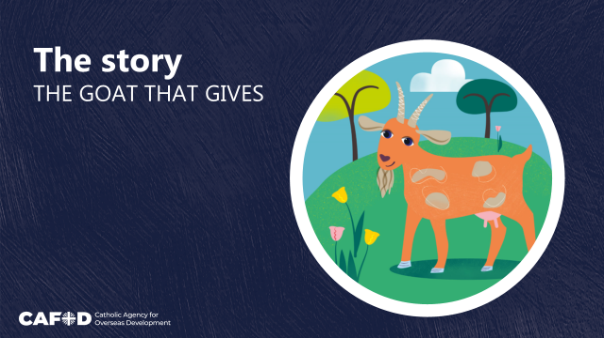 The story
THE GOAT THAT GIVES
CAFOD
Catholic Agency for
Overseas Development